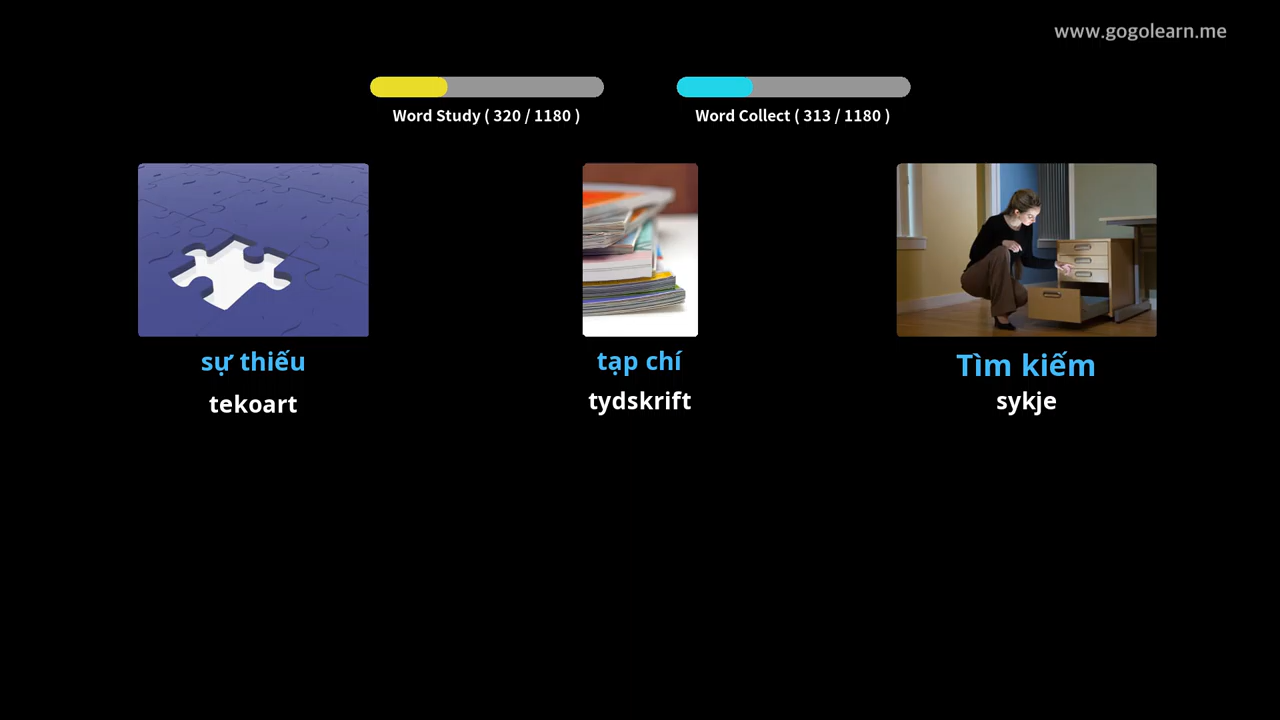 www.gogolearn.me
Word Study ( 320 / 1180 )
Word Collect ( 313 / 1180 )
sự thiếu
tekoart
tạp chí
tydskrift
Tìm kiếm
sykje